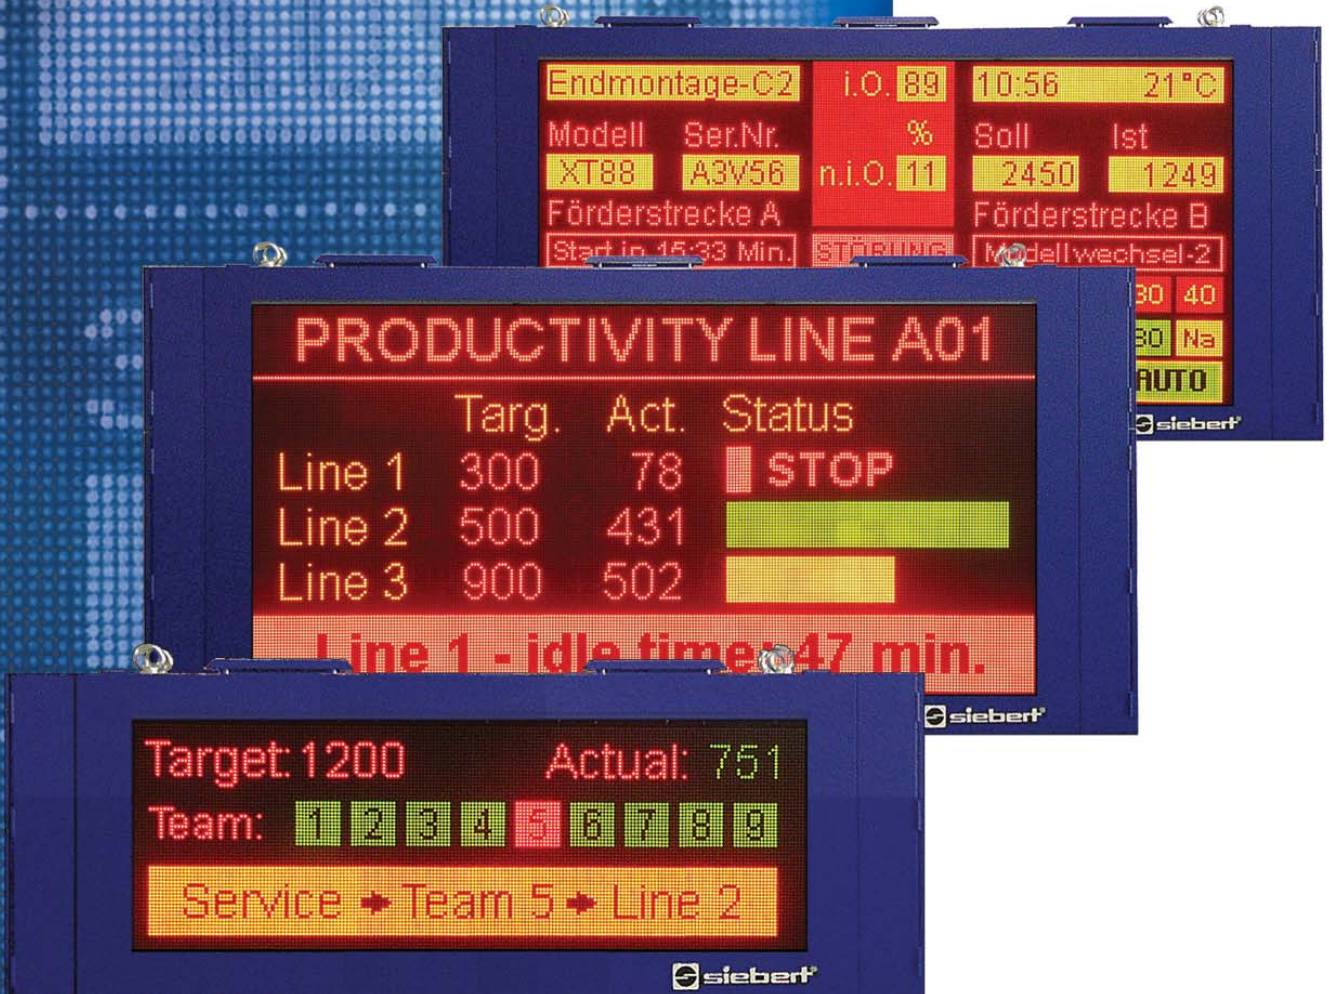 Endmontage-C2 i.O. 89 10:56 21°C
Modell Ser.Nr. % Soll Ist
XT88 A3V56 n.i.O. 11 2450 1249
Förderstrecke A Förderstrecke B
Start in 15:33 Min. STÖRUNG Modellwechsel-2
30 40
80 Na
AUTO
siebert
PRODUCTIVITY LINE A01
Targ. Act. Status
Line 1 300 78 STOP
Line 2 500 431
Line 3 900 502
Line 1 - idle time: 47 min.
siebert
Target: 1200 Actual: 751
Team: 1 2 3 4 5 6 7 8 9
Service ➧ Team 5 ➧ Line 2
siebert